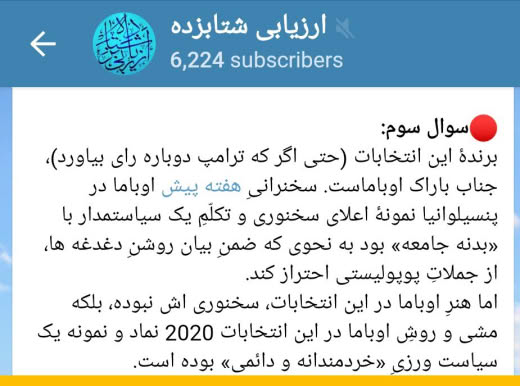 ارزیابی شتابزده
6,224 subscribers
سوال سوم:
برندهٔ این انتخابات (حتی اگر که ترامپ دوباره رای بیاورد)،
جناب باراک اوباماست. سخنرانیِ هفته پیش اوباما در
پنسیلوانیا نمونهٔ اعلای سخنوری و تکلّمِ یک سیاستمدار با
«بدنه جامعه» بود به نحوی که ضمنِ بیان روشنِ دغدغه ها،
از جملاتِ پوپولیستی احتراز کند.
اما هنرِ اوباما در این انتخابات، سخنوری اش نبوده، بلکه
مشی و روشِ اوباما در این انتخابات 2020 نماد و نمونه یک
سیاست ورزیِ «خردمندانه و دائمی» بوده است.